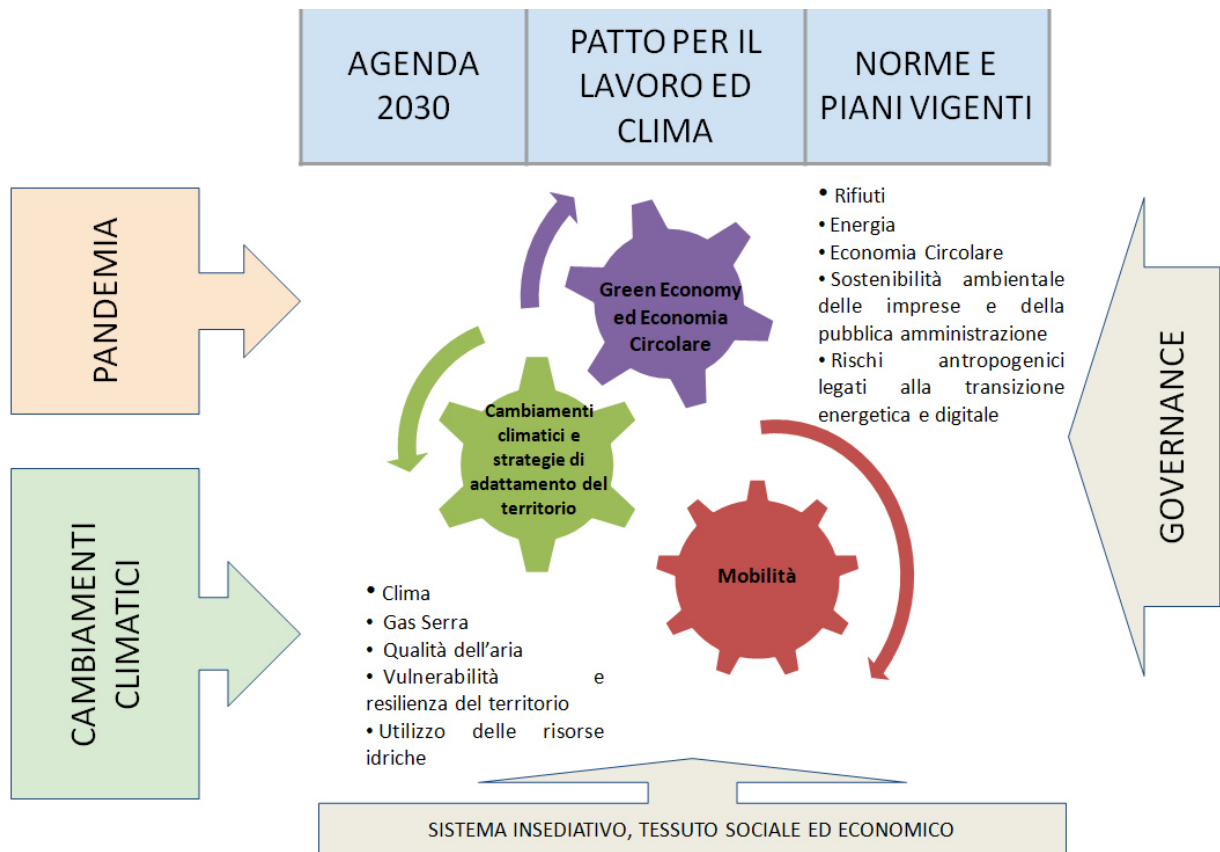 AGENDA
2030
PATTO PER IL
LAVORO ED
CLIMA
NORME E
PIANI VIGENTI
PANDEMIA
CAMBIAMENTI
CLIMATICI
Green Economy
ed Economia
Circolare
Cambiamenti
climatici e
strategie di
adattamento del
territorio
Mobilità
• Rifiuti
• Energia
• Economia Circolare
• Sostenibilità ambientale
delle imprese e della
pubblica amministrazione
• Rischi antropogenici
legati alla transizione
energetica e digitale
• Clima
• Gas Serra
• Qualità dell'aria
• Vulnerabilità e
resilienza del territorio
• Utilizzo delle risorse
idriche
GOVERNANCE
SISTEMA INSEDIATIVO, TESSUTO SOCIALE ED ECONOMICO